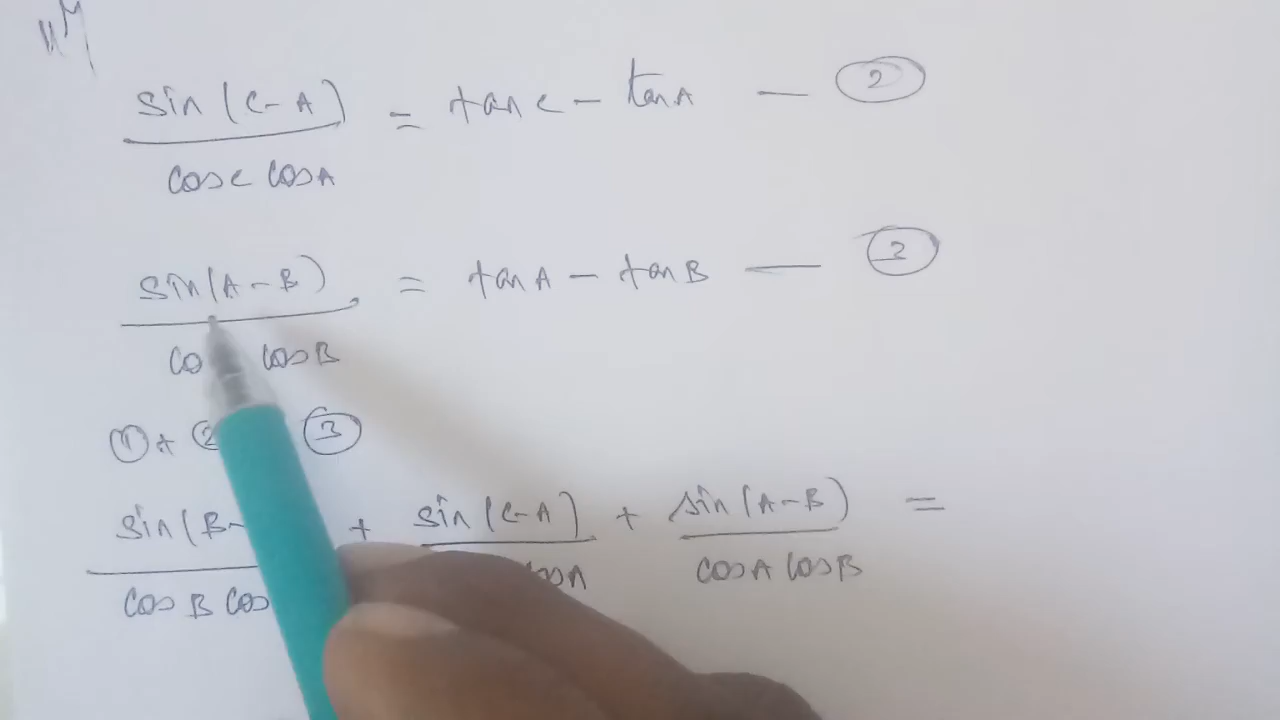 sin(C-A) = tanC - tanA — 2
cosC cosA
sin(A-B) = tanA - tanB — 3
cosB
1 + 2 3
sin(B- + sin(C-A) + sin(A-B) =
cosB cos cosA cosA cosB